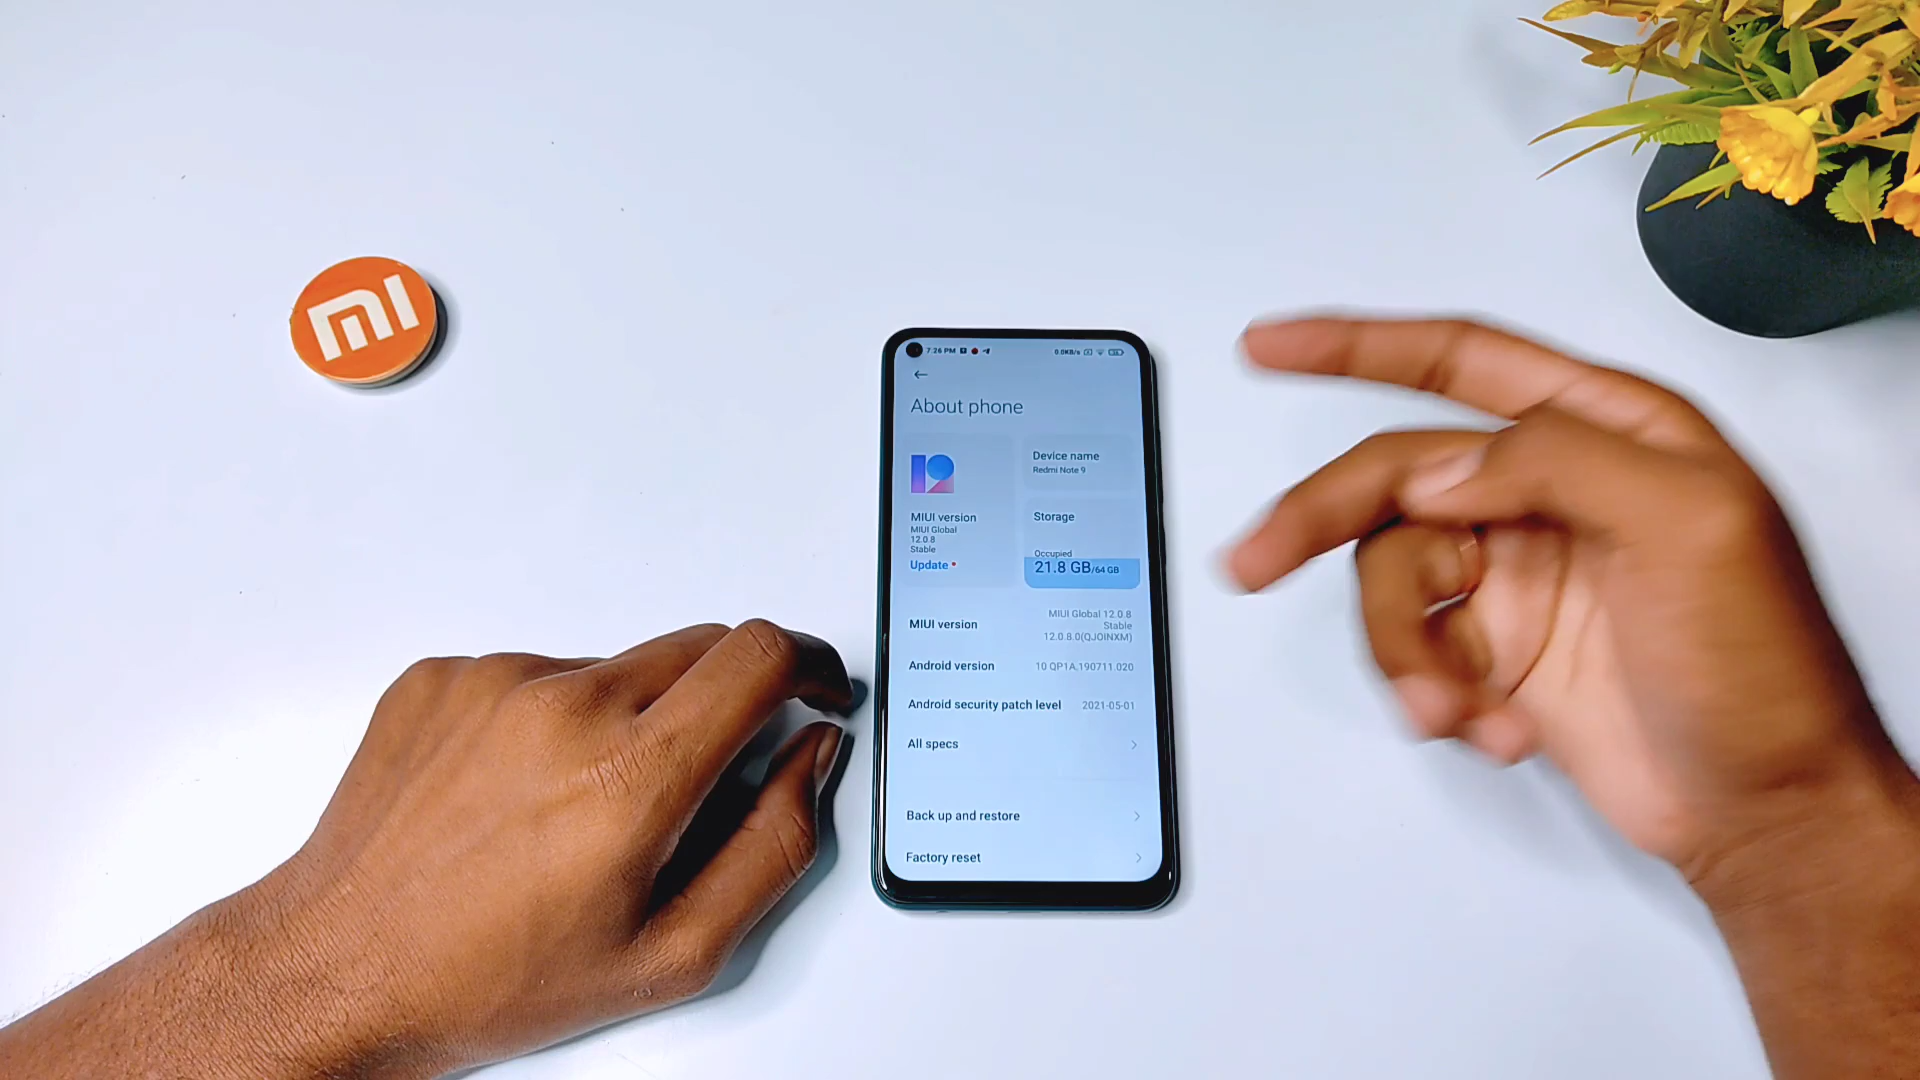 mi
7:26 PM
0.0KB/s
About phone
MIUI version
MIUI Global
12.0.8
Stable
Update
Device name
Redmi Note 9
Storage
Occupied
21.8 GB/64 GB
MIUI version
MIUI Global 12.0.8
Stable
12.0.8.0(QJOINXM)
Android version
10 QP1A.190711.020
Android security patch level
2021-05-01
All specs
Back up and restore
Factory reset